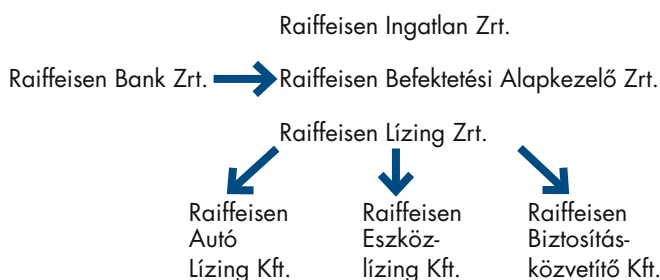 Raiffeisen Ingatlan Zrt.
Raiffeisen Bank Zrt.
Raiffeisen Befektetési Alapkezelő Zrt.
Raiffeisen Lízing Zrt.
Raiffeisen
Autó
Lízing Kft.
Raiffeisen
Eszköz-
lízing Kft.
Raiffeisen
Biztosítás-
közvetítő Kft.